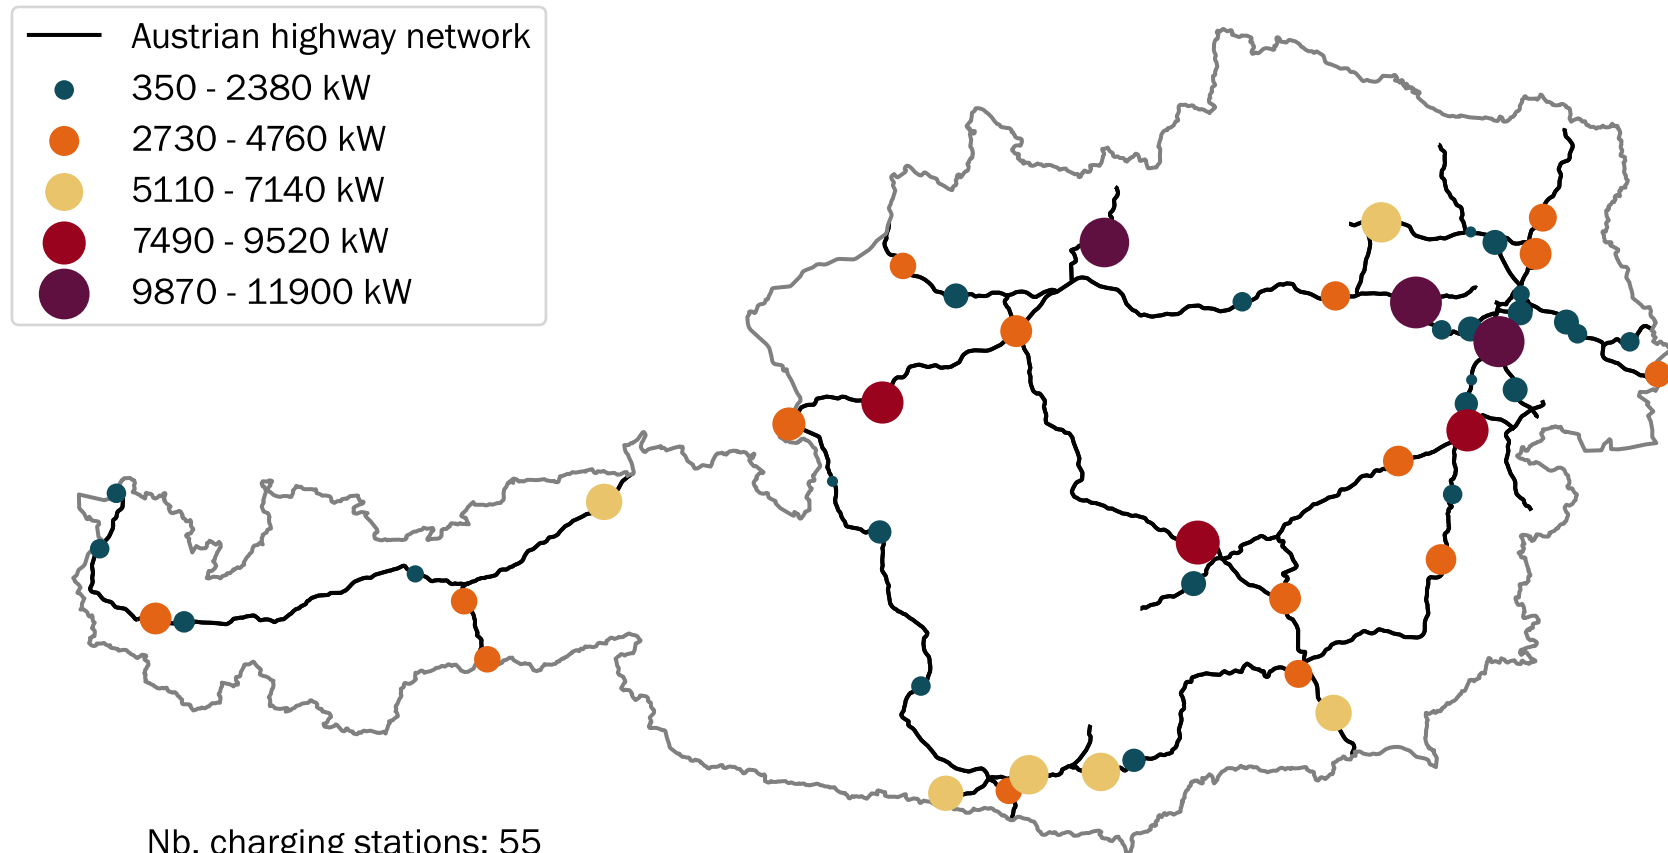 Austrian highway network
350 - 2380 kW
2730 - 4760 kW
5110 - 7140 kW
7490 - 9520 kW
9870 - 11900 kW
Nb. charging stations: 55